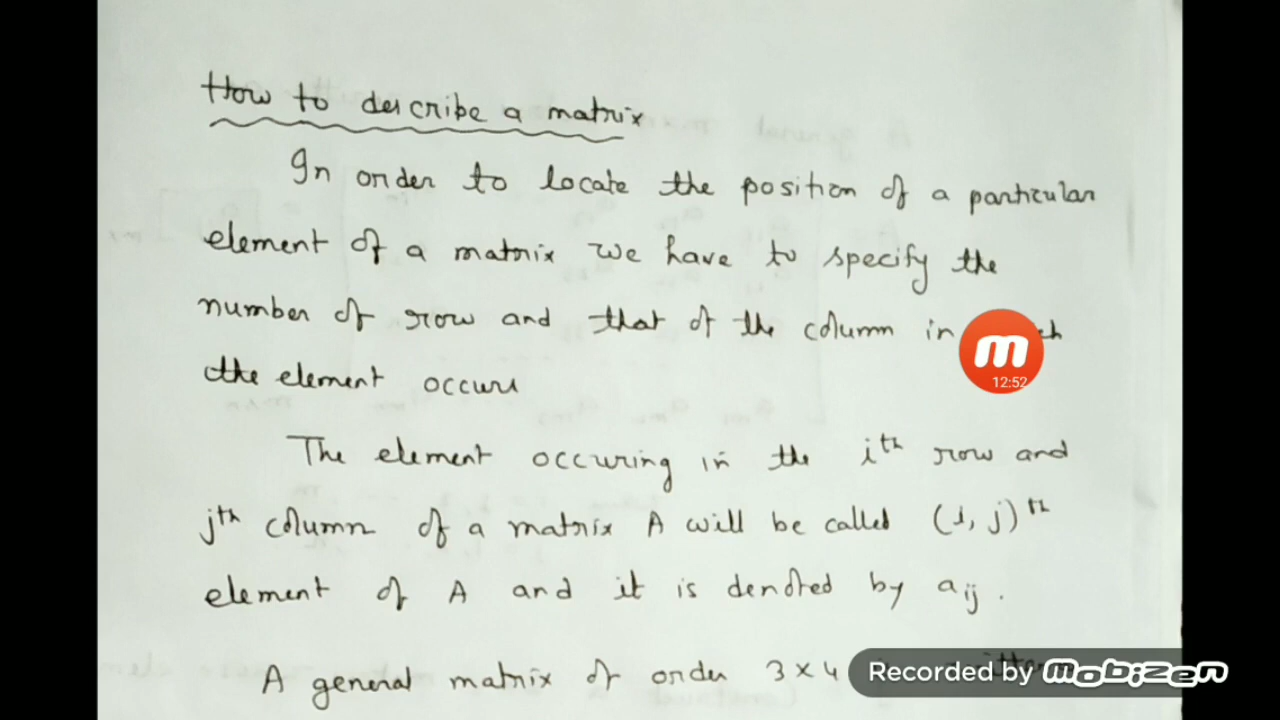 How to describe a matrix
In order to locate the position of a particular
element of a matrix we have to specify the
number of row and that of the column in
the element occurs
The element occuring in the ith row and
jth column of a matrix A will be called (i, j)th
element of A and it is denoted by aij.
A general matrix of order 3×4
m
12:52
Recorded by mobizen